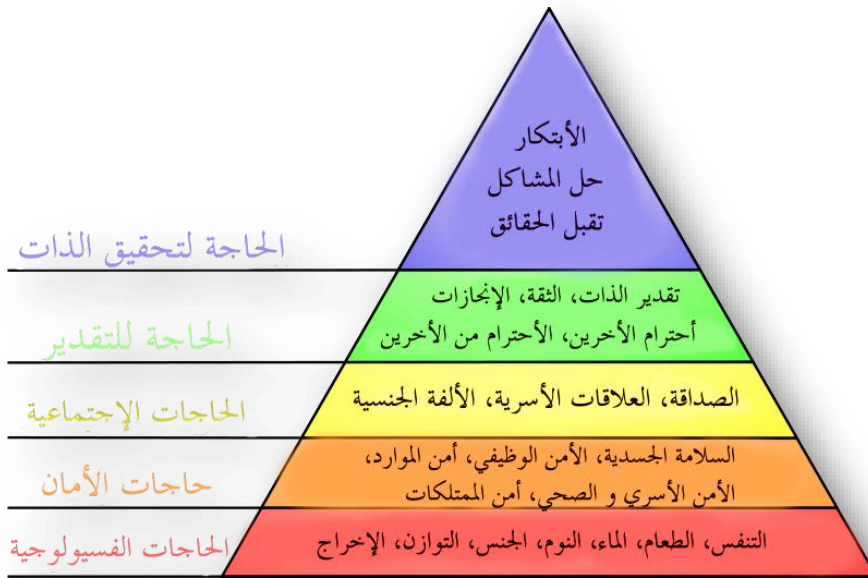 الأبتكار
حل المشاكل
تقبل الحقائق
الحاجة لتحقيق الذات
تقدير الذات، الثقة، الإنجازات
أحترام الأخرين، الأحترام من الأخرين
الحاجة للتقدير
الصداقة، العلاقات الأسرية، الألفة الجنسية
الحاجات الإجتماعية
السلامة الجسدية، الأمن الوظيفي، أمن الموارد،
الأمن الأسري و الصحي، أمن الممتلكات
حاجات الأمان
التنفس، الطعام، الماء، النوم، الجنس، التوازن، الإخراج
الحاجات الفسيولوجية